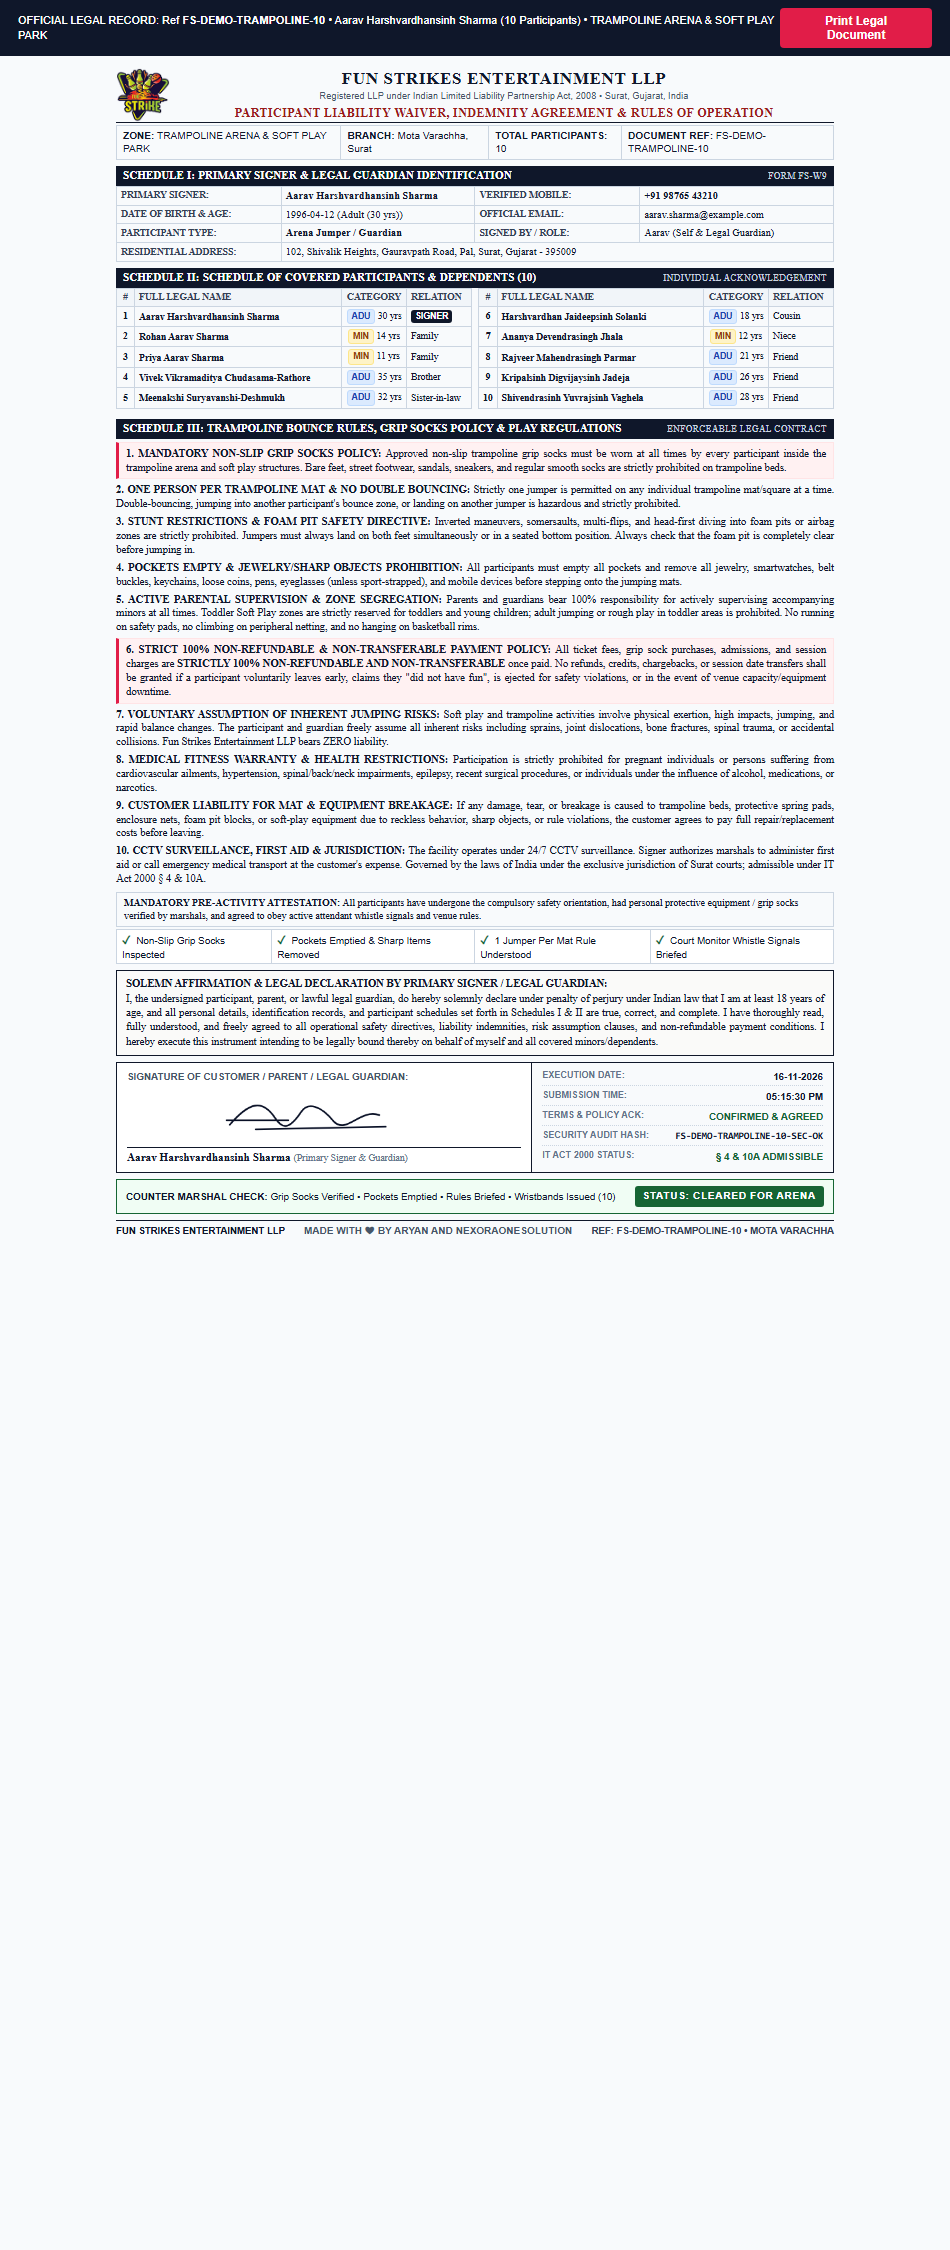 OFFICIAL LEGAL RECORD: Ref FS-DEMO-TRAMPOLINE-10 • Aarav Harshvardhansinh Sharma (10 Participants) • TRAMPOLINE ARENA & SOFT PLAY
PARK
Print Legal
Document
STRIKE
FUN STRIKES ENTERTAINMENT LLP
Registered LLP under Indian Limited Liability Partnership Act, 2008 • Surat, Gujarat, India
PARTICIPANT LIABILITY WAIVER, INDEMNITY AGREEMENT & RULES OF OPERATION
ZONE: TRAMPOLINE ARENA & SOFT PLAY
PARK
BRANCH: Mota Varachha,
Surat
TOTAL PARTICIPANTS:
10
DOCUMENT REF: FS-DEMO-
TRAMPOLINE-10
SCHEDULE I: PRIMARY SIGNER & LEGAL GUARDIAN IDENTIFICATION FORM FS-W9
PRIMARY SIGNER: Aarav Harshvardhansinh Sharma VERIFIED MOBILE: +91 98765 43210
DATE OF BIRTH & AGE: 1996-04-12 (Adult (30 yrs)) OFFICIAL EMAIL: aarav.sharma@example.com
PARTICIPANT TYPE: Arena Jumper / Guardian SIGNED BY / ROLE: Aarav (Self & Legal Guardian)
RESIDENTIAL ADDRESS: 102, Shivalik Heights, Gauravpath Road, Pal, Surat, Gujarat - 395009
SCHEDULE II: SCHEDULE OF COVERED PARTICIPANTS & DEPENDENTS (10) INDIVIDUAL ACKNOWLEDGEMENT
# FULL LEGAL NAME CATEGORY RELATION # FULL LEGAL NAME CATEGORY RELATION
1 Aarav Harshvardhansinh Sharma ADU 30 yrs SIGNER 6 Harshvardhan Jaideepsinh Solanki ADU 18 yrs Cousin
2 Rohan Aarav Sharma MIN 14 yrs Family 7 Ananya Devendrasingh Jhala MIN 12 yrs Niece
3 Priya Aarav Sharma MIN 11 yrs Family 8 Rajveer Mahendrasingh Parmar ADU 21 yrs Friend
4 Vivek Vikramaditya Chudasama-Rathore ADU 35 yrs Brother 9 Kripalsinh Digvijaysinh Jadeja ADU 26 yrs Friend
5 Meenakshi Suryavanshi-Deshmukh ADU 32 yrs Sister-in-law 10 Shivendrasinh Yuvrajsinh Vaghela ADU 28 yrs Friend
SCHEDULE III: TRAMPOLINE BOUNCE RULES, GRIP SOCKS POLICY & PLAY REGULATIONS ENFORCEABLE LEGAL CONTRACT
1. MANDATORY NON-SLIP GRIP SOCKS POLICY: Approved non-slip trampoline grip socks must be worn at all times by every participant inside the
trampoline arena and soft play structures. Bare feet, street footwear, sandals, sneakers, and regular smooth socks are strictly prohibited on trampoline beds.
2. ONE PERSON PER TRAMPOLINE MAT & NO DOUBLE BOUNCING: Strictly one jumper is permitted on any individual trampoline mat/square at a time.
Double-bouncing, jumping into another participant's bounce zone, or landing on another jumper is hazardous and strictly prohibited.
3. STUNT RESTRICTIONS & FOAM PIT SAFETY DIRECTIVE: Inverted maneuvers, somersaults, multi-flips, and head-first diving into foam pits or airbag
zones are strictly prohibited. Jumpers must always land on both feet simultaneously or in a seated bottom position. Always check that the foam pit is completely clear
before jumping in.
4. POCKETS EMPTY & JEWELRY/SHARP OBJECTS PROHIBITION: All participants must empty all pockets and remove all jewelry, smartwatches, belt
buckles, keychains, loose coins, pens, eyeglasses (unless sport-strapped), and mobile devices before stepping onto the jumping mats.
5. ACTIVE PARENTAL SUPERVISION & ZONE SEGREGATION: Parents and guardians bear 100% responsibility for actively supervising accompanying
minors at all times. Toddler Soft Play zones are strictly reserved for toddlers and young children; adult jumping or rough play in toddler areas is prohibited. No running
on safety pads, no climbing on peripheral netting, and no hanging on basketball rims.
6. STRICT 100% NON-REFUNDABLE & NON-TRANSFERABLE PAYMENT POLICY: All ticket fees, grip sock purchases, admissions, and session
charges are STRICTLY 100% NON-REFUNDABLE AND NON-TRANSFERABLE once paid. No refunds, credits, chargebacks, or session date transfers shall
be granted if a participant voluntarily leaves early, claims they "did not have fun", is ejected for safety violations, or in the event of venue capacity/equipment
downtime.
7. VOLUNTARY ASSUMPTION OF INHERENT JUMPING RISKS: Soft play and trampoline activities involve physical exertion, high impacts, jumping, and
rapid balance changes. The participant and guardian freely assume all inherent risks including sprains, joint dislocations, bone fractures, spinal trauma, or accidental
collisions. Fun Strikes Entertainment LLP bears ZERO liability.
8. MEDICAL FITNESS WARRANTY & HEALTH RESTRICTIONS: Participation is strictly prohibited for pregnant individuals or persons suffering from
cardiovascular ailments, hypertension, spinal/back/neck impairments, epilepsy, recent surgical procedures, or individuals under the influence of alcohol, medications, or
narcotics.
9. CUSTOMER LIABILITY FOR MAT & EQUIPMENT BREAKAGE: If any damage, tear, or breakage is caused to trampoline beds, protective spring pads,
enclosure nets, foam pit blocks, or soft-play equipment due to reckless behavior, sharp objects, or rule violations, the customer agrees to pay full repair/replacement
costs before leaving.
10. CCTV SURVEILLANCE, FIRST AID & JURISDICTION: The facility operates under 24/7 CCTV surveillance. Signer authorizes marshals to administer first
aid or call emergency medical transport at the customer's expense. Governed by the laws of India under the exclusive jurisdiction of Surat courts; admissible under IT
Act 2000 § 4 & 10A.
MANDATORY PRE-ACTIVITY ATTESTATION: All participants have undergone the compulsory safety orientation, had personal protective equipment / grip socks
verified by marshals, and agreed to obey active attendant whistle signals and venue rules.
✓ Non-Slip Grip Socks
Inspected
✓ Pockets Emptied & Sharp Items
Removed
✓ 1 Jumper Per Mat Rule
Understood
✓ Court Monitor Whistle Signals
Briefed
SOLEMN AFFIRMATION & LEGAL DECLARATION BY PRIMARY SIGNER / LEGAL GUARDIAN:
I, the undersigned participant, parent, or lawful legal guardian, do hereby solemnly declare under penalty of perjury under Indian law that I am at least 18 years of
age, and all personal details, identification records, and participant schedules set forth in Schedules I & II are true, correct, and complete. I have thoroughly read,
fully understood, and freely agreed to all operational safety directives, liability indemnities, risk assumption clauses, and non-refundable payment conditions. I
hereby execute this instrument intending to be legally bound thereby on behalf of myself and all covered minors/dependents.
SIGNATURE OF CUSTOMER / PARENT / LEGAL GUARDIAN:
Aarav Harshvardhansinh Sharma (Primary Signer & Guardian)
EXECUTION DATE: 16-11-2026
SUBMISSION TIME: 05:15:30 PM
TERMS & POLICY ACK: CONFIRMED & AGREED
SECURITY AUDIT HASH: FS-DEMO-TRAMPOLINE-10-SEC-OK
IT ACT 2000 STATUS: § 4 & 10A ADMISSIBLE
COUNTER MARSHAL CHECK: Grip Socks Verified • Pockets Emptied • Rules Briefed • Wristbands Issued (10) STATUS: CLEARED FOR ARENA
FUN STRIKES ENTERTAINMENT LLP MADE WITH ♥ BY ARYAN AND NEXORAONESOLUTION REF: FS-DEMO-TRAMPOLINE-10 • MOTA VARACHHA